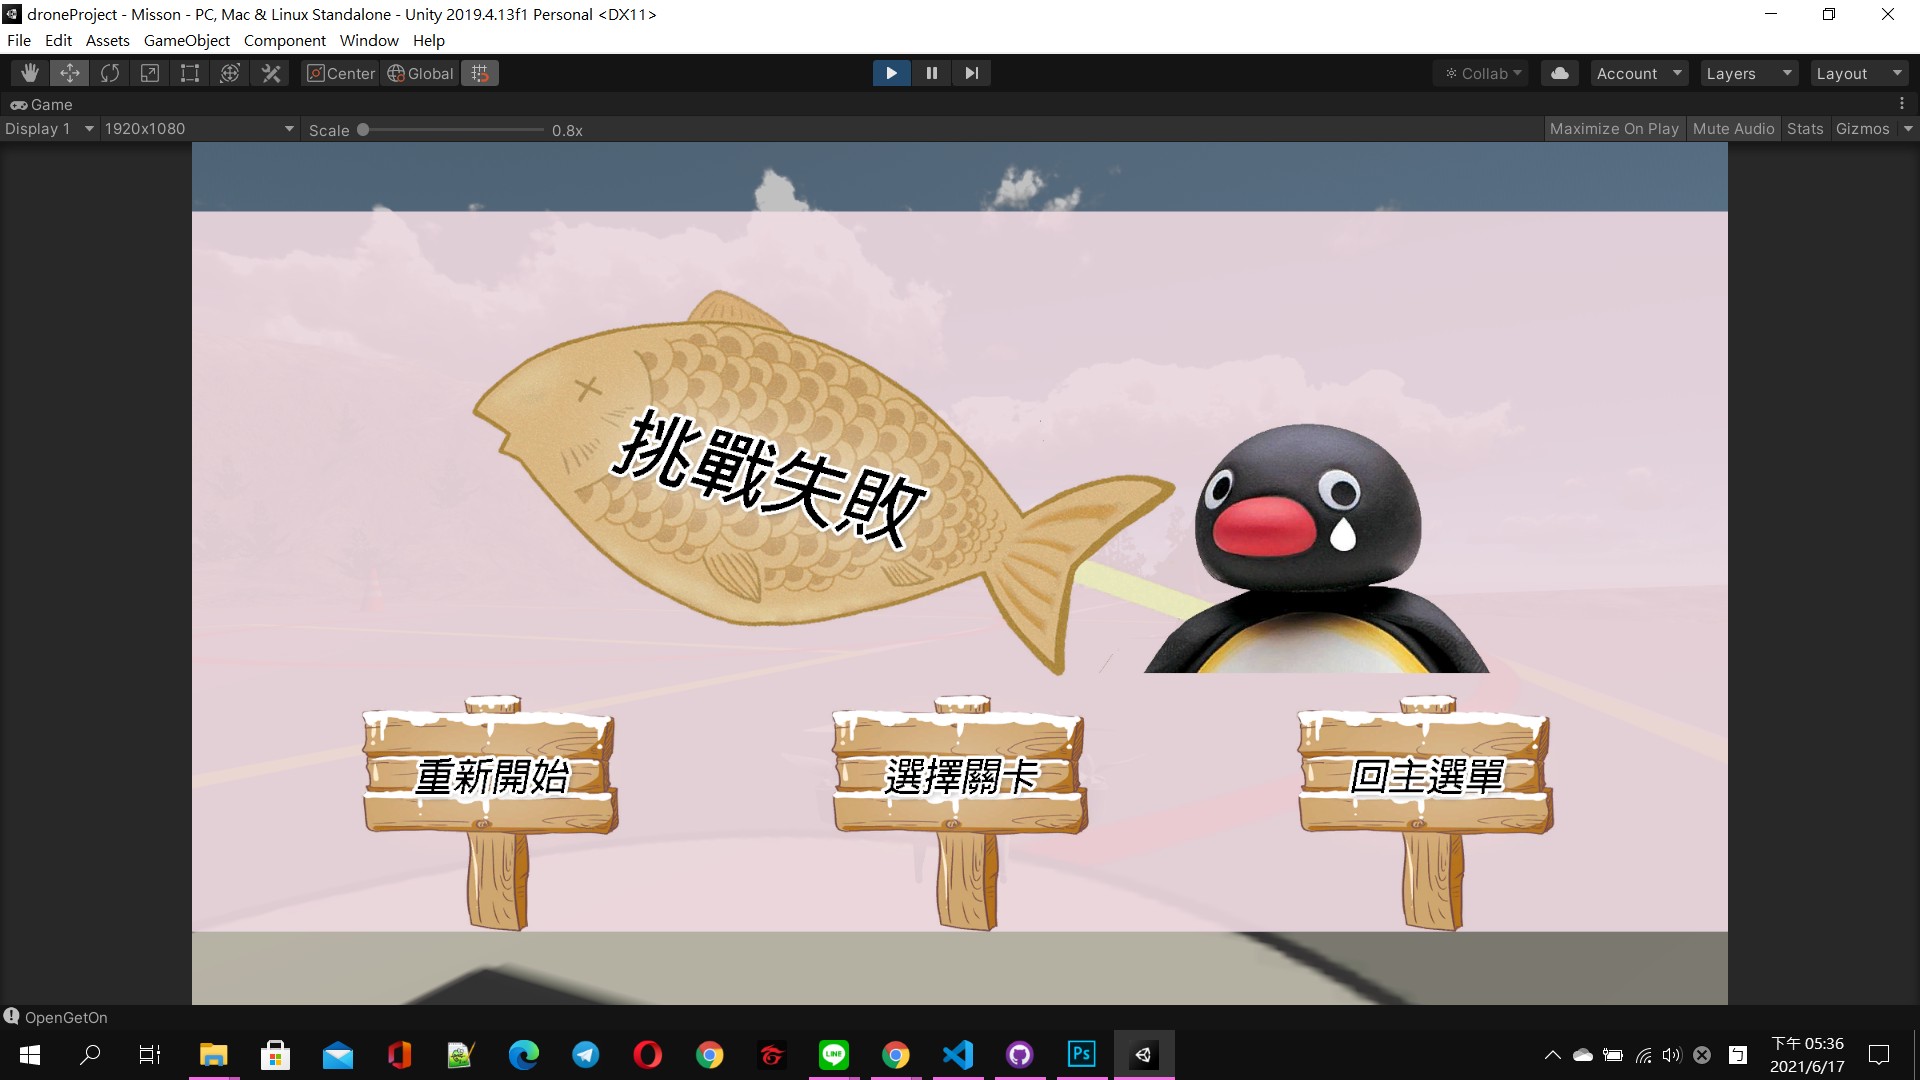 droneProject - Misson - PC, Mac & Linux Standalone - Unity 2019.4.13f1 Personal <DX11>
File Edit Assets GameObject Component Window Help
Center Global Collab Account Layers Layout
Game
Display 1 1920x1080 Scale 0.8x Maximize On Play Mute Audio Stats Gizmos
挑戰失敗
重新開始 選擇關卡 回主選單
OpenGetOn
LINE Ps ㄅ 下午 05:36
2021/6/17